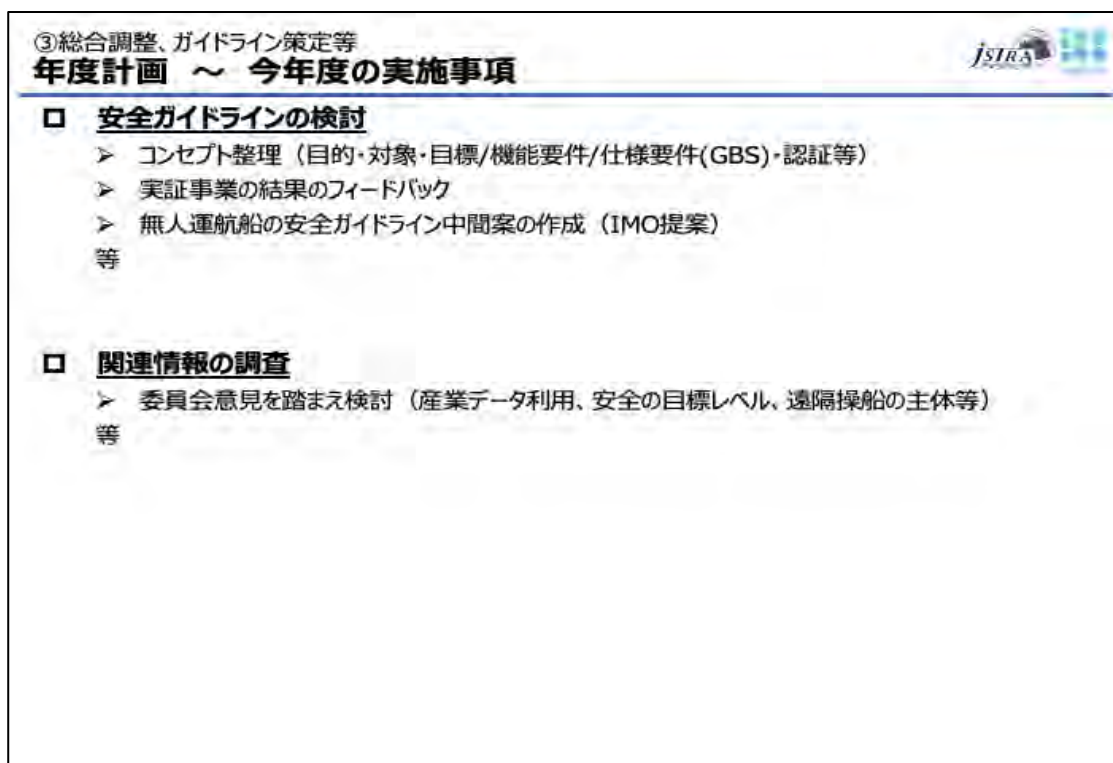 ③総合調整、ガイドライン策定等
年度計画 ～ 今年度の実施事項
jSTRA
□ 安全ガイドラインの検討
➢ コンセプト整理（目的・対象・目標/機能要件/仕様要件(GBS)・認証等）
➢ 実証事業の結果のフィードバック
➢ 無人運航船の安全ガイドライン中間案の作成（IMO提案）
等
□ 関連情報の調査
➢ 委員会意見を踏まえ検討（産業データ利用、安全の目標レベル、遠隔操船の主体等）
等